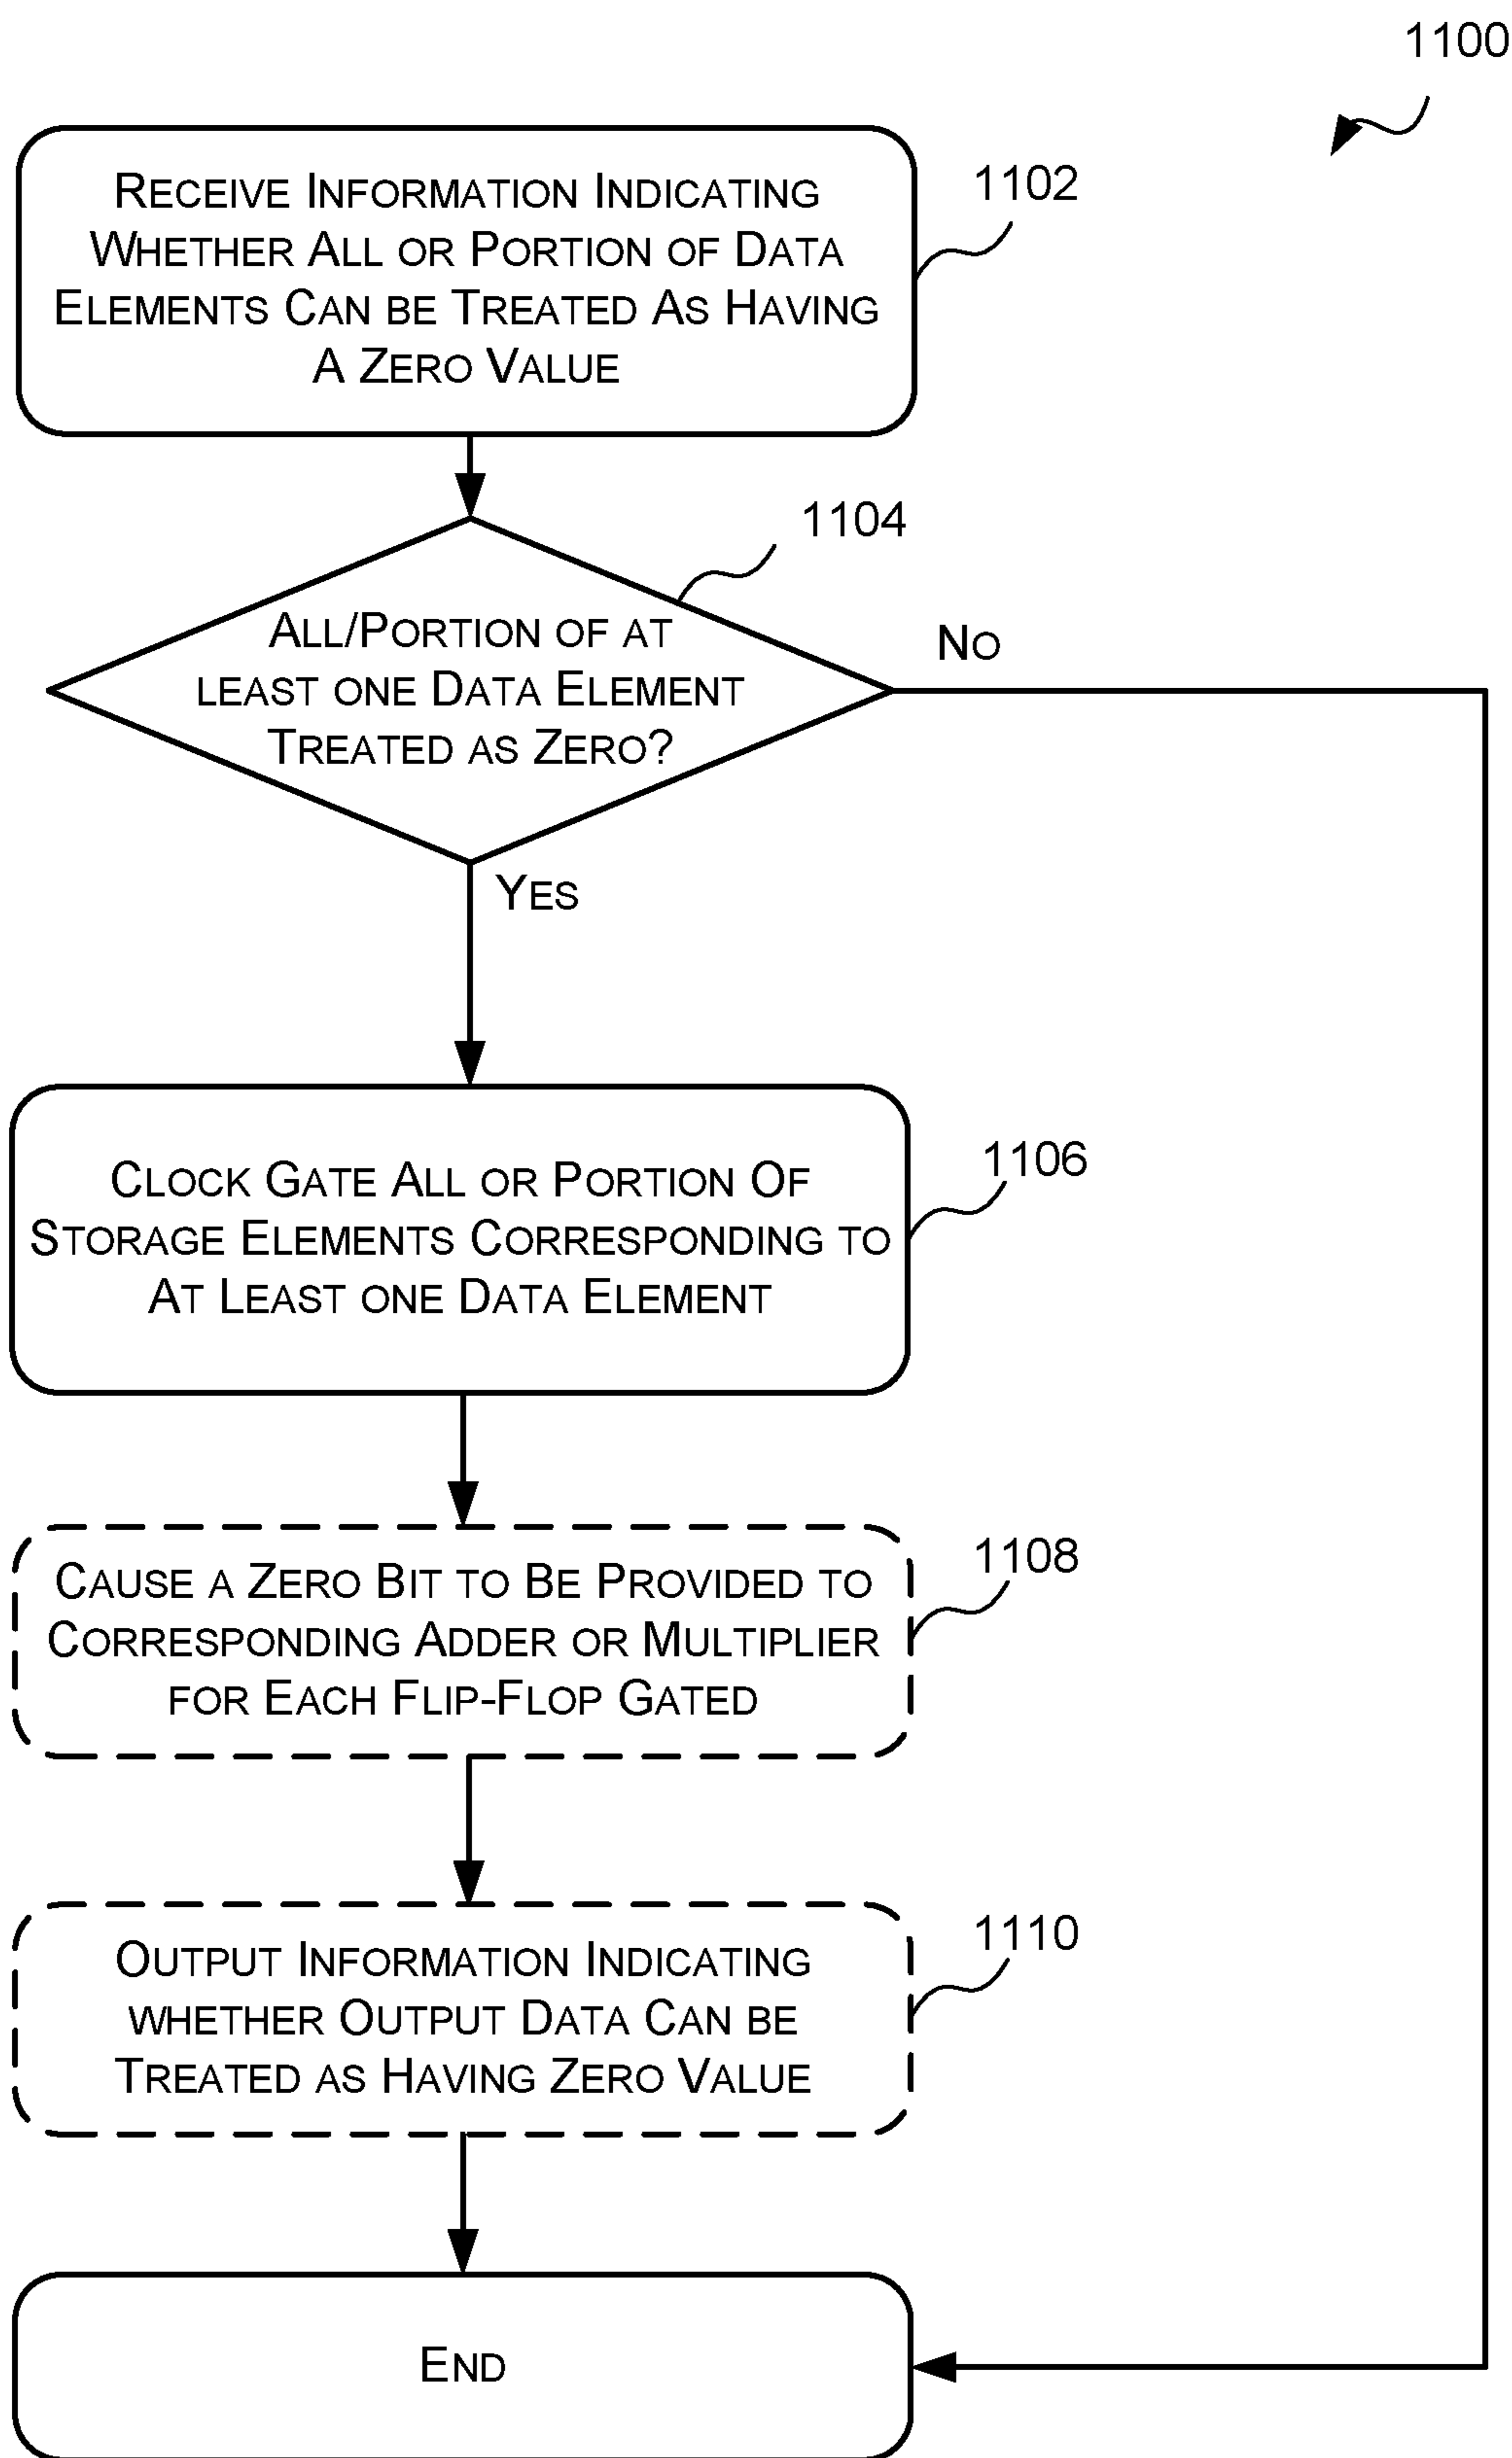 1100
RECEIVE INFORMATION INDICATING
WHETHER ALL OR PORTION OF DATA
ELEMENTS CAN BE TREATED AS HAVING
A ZERO VALUE
1102
1104
ALL/PORTION OF AT
LEAST ONE DATA ELEMENT
TREATED AS ZERO?
NO
YES
CLOCK GATE ALL OR PORTION OF
STORAGE ELEMENTS CORRESPONDING TO
AT LEAST ONE DATA ELEMENT
1106
CAUSE A ZERO BIT TO BE PROVIDED TO
CORRESPONDING ADDER OR MULTIPLIER
FOR EACH FLIP-FLOP GATED
1108
OUTPUT INFORMATION INDICATING
WHETHER OUTPUT DATA CAN BE
TREATED AS HAVING ZERO VALUE
1110
END